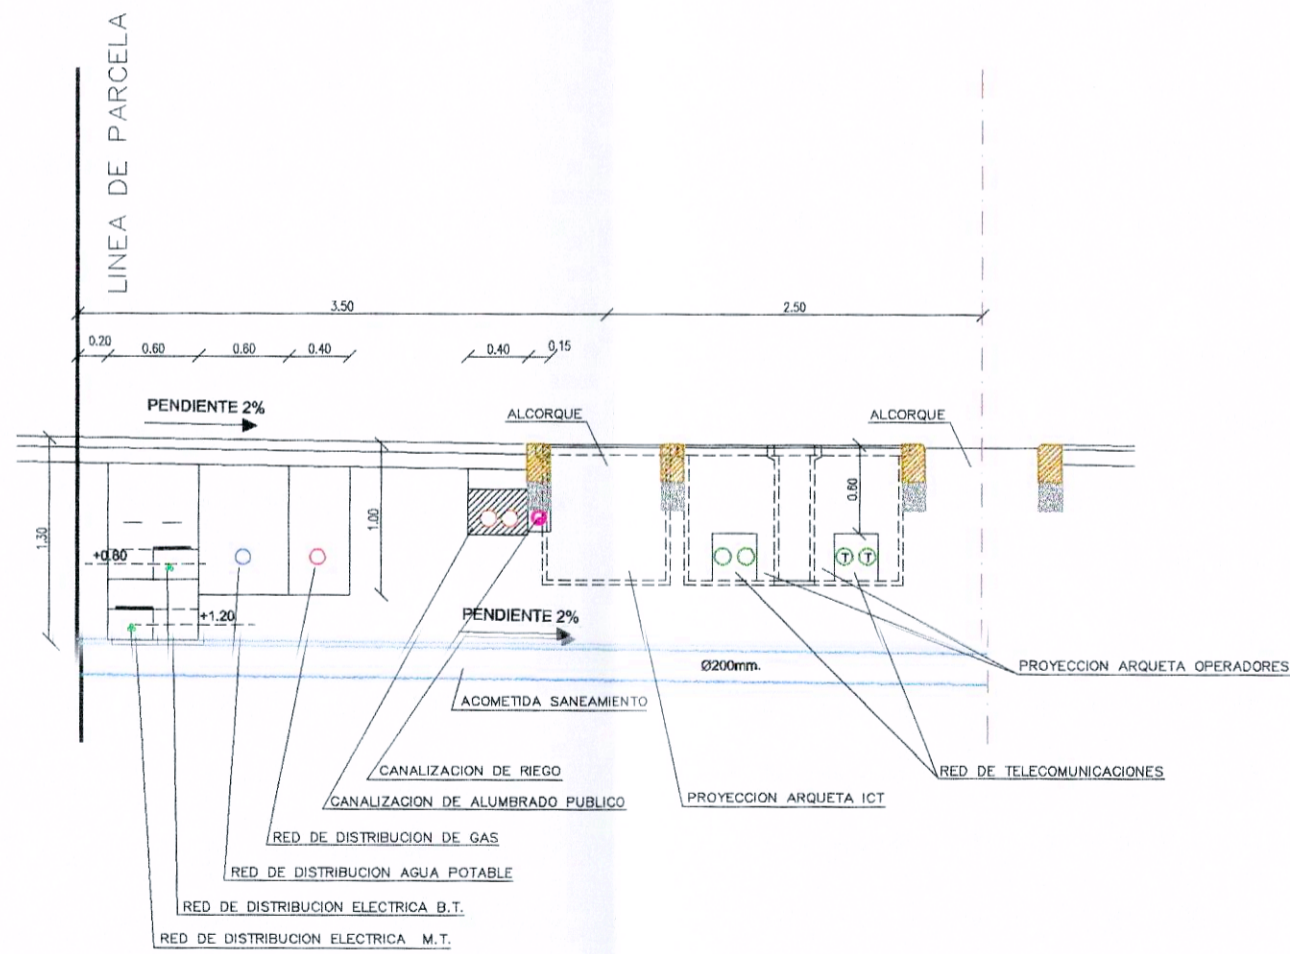 LINEA DE PARCELA
3.50
2.50
0.20
0.60
0.60
0.40
0.40
0.15
PENDIENTE 2%
ALCORQUE
ALCORQUE
1.30
1.00
0.60
+0.80
+1.20
T
T
PENDIENTE 2%
Ø200mm.
PROYECCION ARQUETA OPERADORES
ACOMETIDA SANEAMIENTO
CANALIZACION DE RIEGO
RED DE TELECOMUNICACIONES
CANALIZACION DE ALUMBRADO PUBLICO
PROYECCION ARQUETA ICT
RED DE DISTRIBUCION DE GAS
RED DE DISTRIBUCION AGUA POTABLE
RED DE DISTRIBUCION ELECTRICA B.T.
RED DE DISTRIBUCION ELECTRICA M.T.